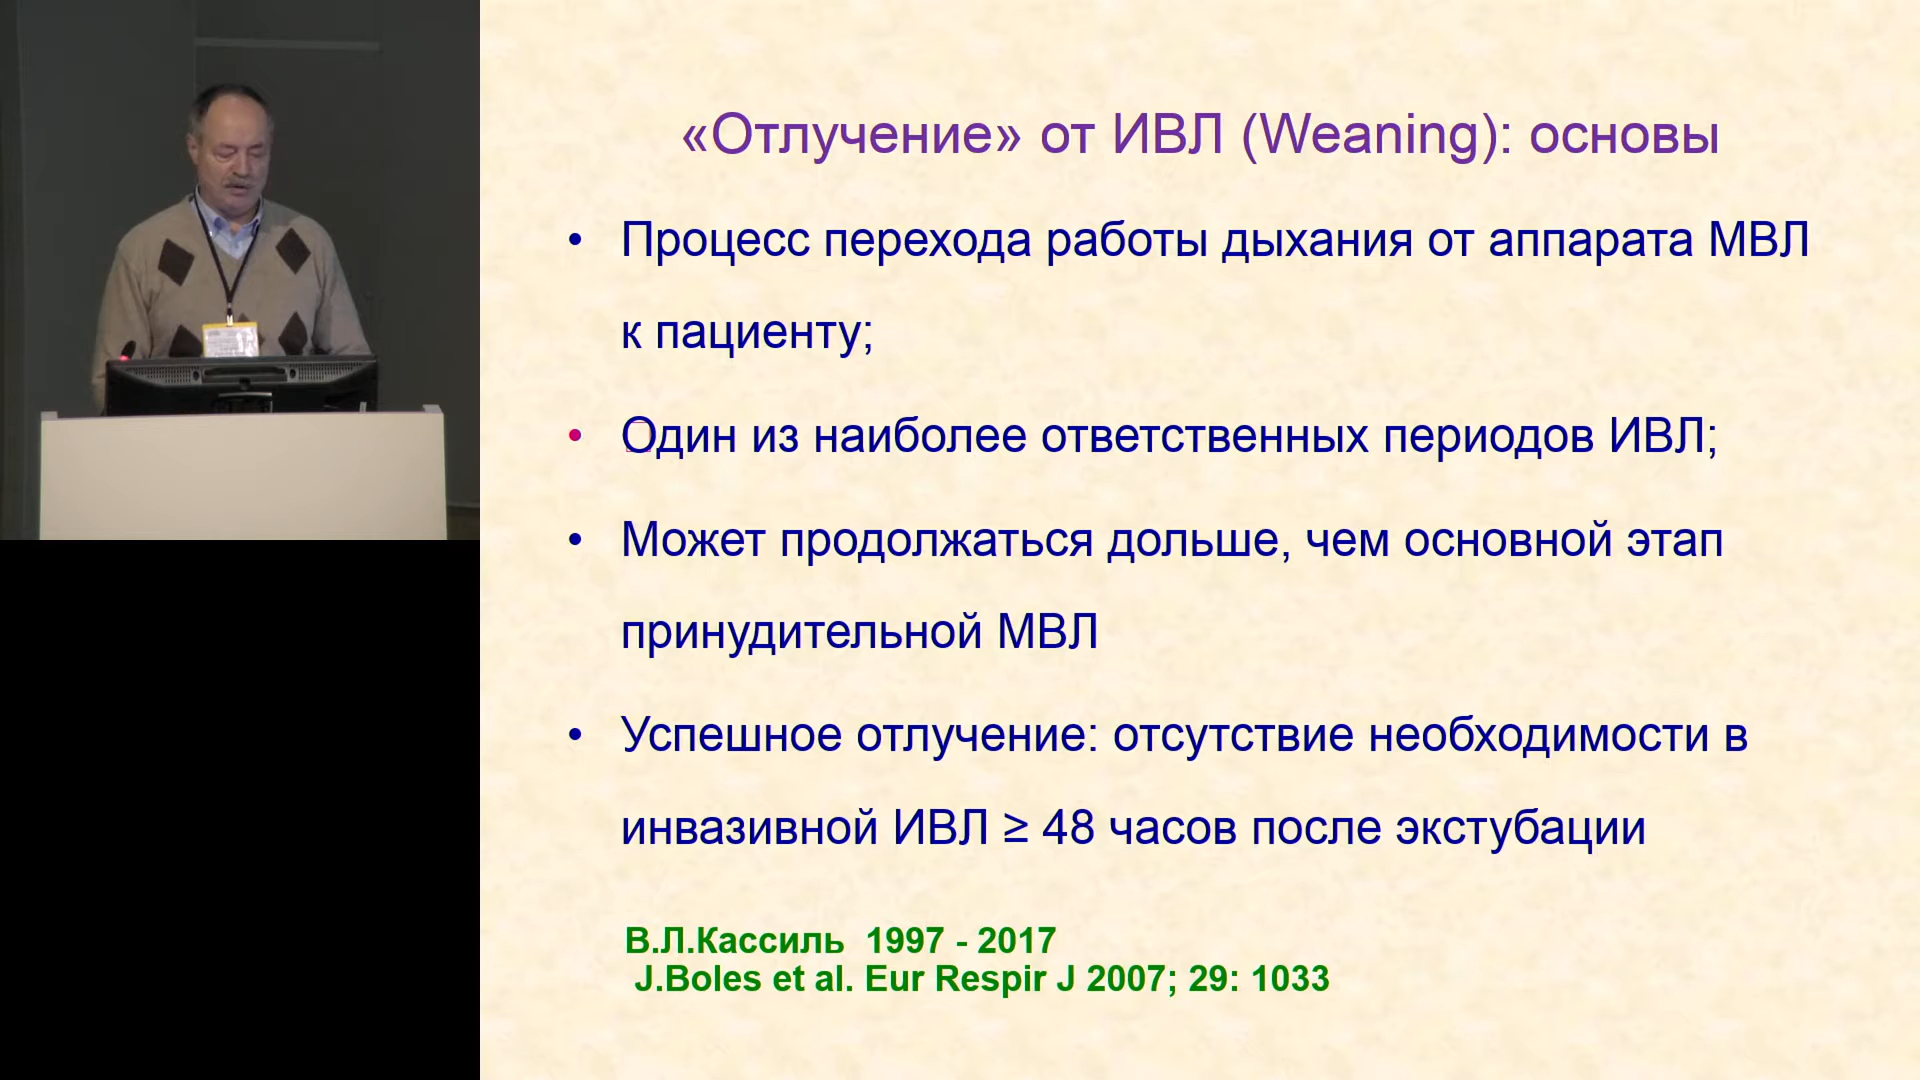 «Отлучение» от ИВЛ (Weaning): основы
• Процесс перехода работы дыхания от аппарата МВЛ
к пациенту;
• Один из наиболее ответственных периодов ИВЛ;
• Может продолжаться дольше, чем основной этап
принудительной МВЛ
• Успешное отлучение: отсутствие необходимости в
инвазивной ИВЛ ≥ 48 часов после экстубации
В.Л.Кассиль 1997 - 2017
J.Boles et al. Eur Respir J 2007; 29: 1033